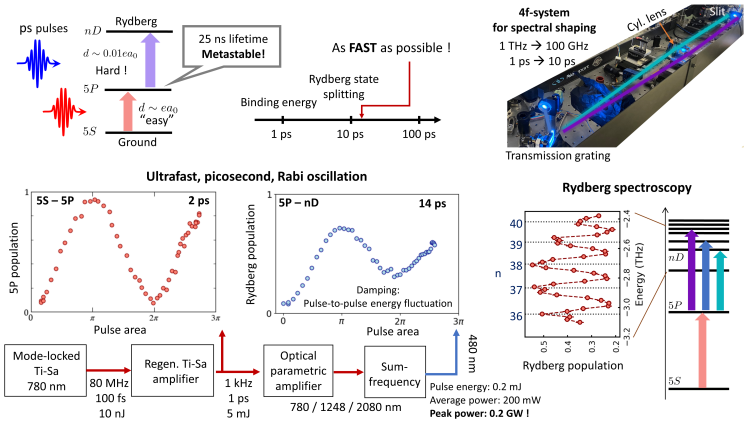 ps pulses
nD
Rydberg
d ~ 0.01ea₀
Hard !
5P
25 ns lifetime
Metastable!
d ~ ea₀
“easy”
5S
Ground
As FAST as possible !
Rydberg state
splitting
Binding energy
1 ps
10 ps
100 ps
4f-system
for spectral shaping
1 THz → 100 GHz
1 ps → 10 ps
Cyl. lens
Slit
Transmission grating
Ultrafast, picosecond, Rabi oscillation
5S – 5P
2 ps
1
5P population
0
0
π
π
3π
Pulse area
5P – nD
14 ps
1
Rydberg population
0
Damping:
Pulse-to-pulse energy fluctuation
0
π
2π
3π
Pulse area
Rydberg spectroscopy
n
40
39
38
37
36
−2.4
−2.6
−2.8
−3.0
−3.2
Energy (THz)
0.5
0.4
0.3
0.2
Rydberg population
nD
5P
5S
Mode-locked
Ti-Sa
780 nm
80 MHz
100 fs
10 nJ
Regen. Ti-Sa
amplifier
1 kHz
1 ps
5 mJ
Optical
parametric
amplifier
Sum-
frequency
780 / 1248 / 2080 nm
480 nm
Pulse energy: 0.2 mJ
Average power: 200 mW
Peak power: 0.2 GW !